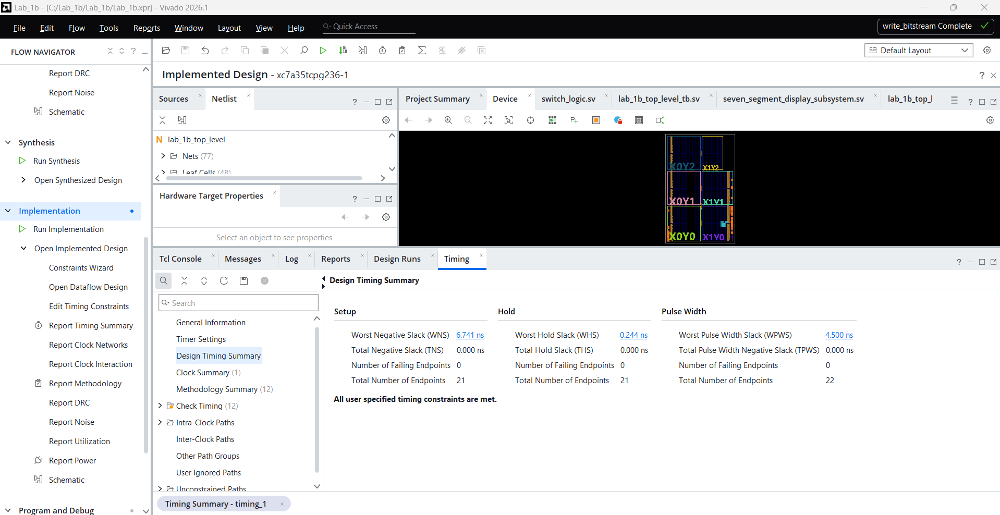 Lab_1b - [C:/Lab_1b/Lab_1b/Lab_1b.xpr] - Vivado 2026.1
File Edit Flow Tools Reports Window Layout View Help Quick Access write_bitstream Complete
FLOW NAVIGATOR
Default Layout
Report DRC
Report Noise
Schematic
Synthesis
Run Synthesis
Open Synthesized Design
Implementation
Run Implementation
Open Implemented Design
Constraints Wizard
Open Dataflow Design
Edit Timing Constraints
Report Timing Summary
Report Clock Networks
Report Clock Interaction
Report Methodology
Report DRC
Report Noise
Report Utilization
Report Power
Schematic
Program and Debug
Implemented Design - xc7a35tcpg236-1
Sources Netlist
lab_1b_top_level
Nets (77)
Leaf Cells (48)
Hardware Target Properties
Select an object to see properties
Project Summary Device switch_logic.sv lab_1b_top_level_tb.sv seven_segment_display_subsystem.sv lab_1b_top_l
X0Y2 X1Y2
X0Y1 X1Y1
X0Y0 X1Y0
Tcl Console Messages Log Reports Design Runs Timing
Search
General Information
Timer Settings
Design Timing Summary
Clock Summary (1)
Methodology Summary (12)
Check Timing (12)
Intra-Clock Paths
Inter-Clock Paths
Other Path Groups
User Ignored Paths
Unconstrained Paths
Design Timing Summary
Setup Hold Pulse Width
Worst Negative Slack (WNS) 6.741 ns Worst Hold Slack (WHS) 0.244 ns Worst Pulse Width Slack (WPWS) 4.500 ns
Total Negative Slack (TNS) 0.000 ns Total Hold Slack (THS) 0.000 ns Total Pulse Width Negative Slack (TPWS) 0.000 ns
Number of Failing Endpoints 0 Number of Failing Endpoints 0 Number of Failing Endpoints 0
Total Number of Endpoints 21 Total Number of Endpoints 21 Total Number of Endpoints 22
All user specified timing constraints are met.
Timing Summary - timing_1